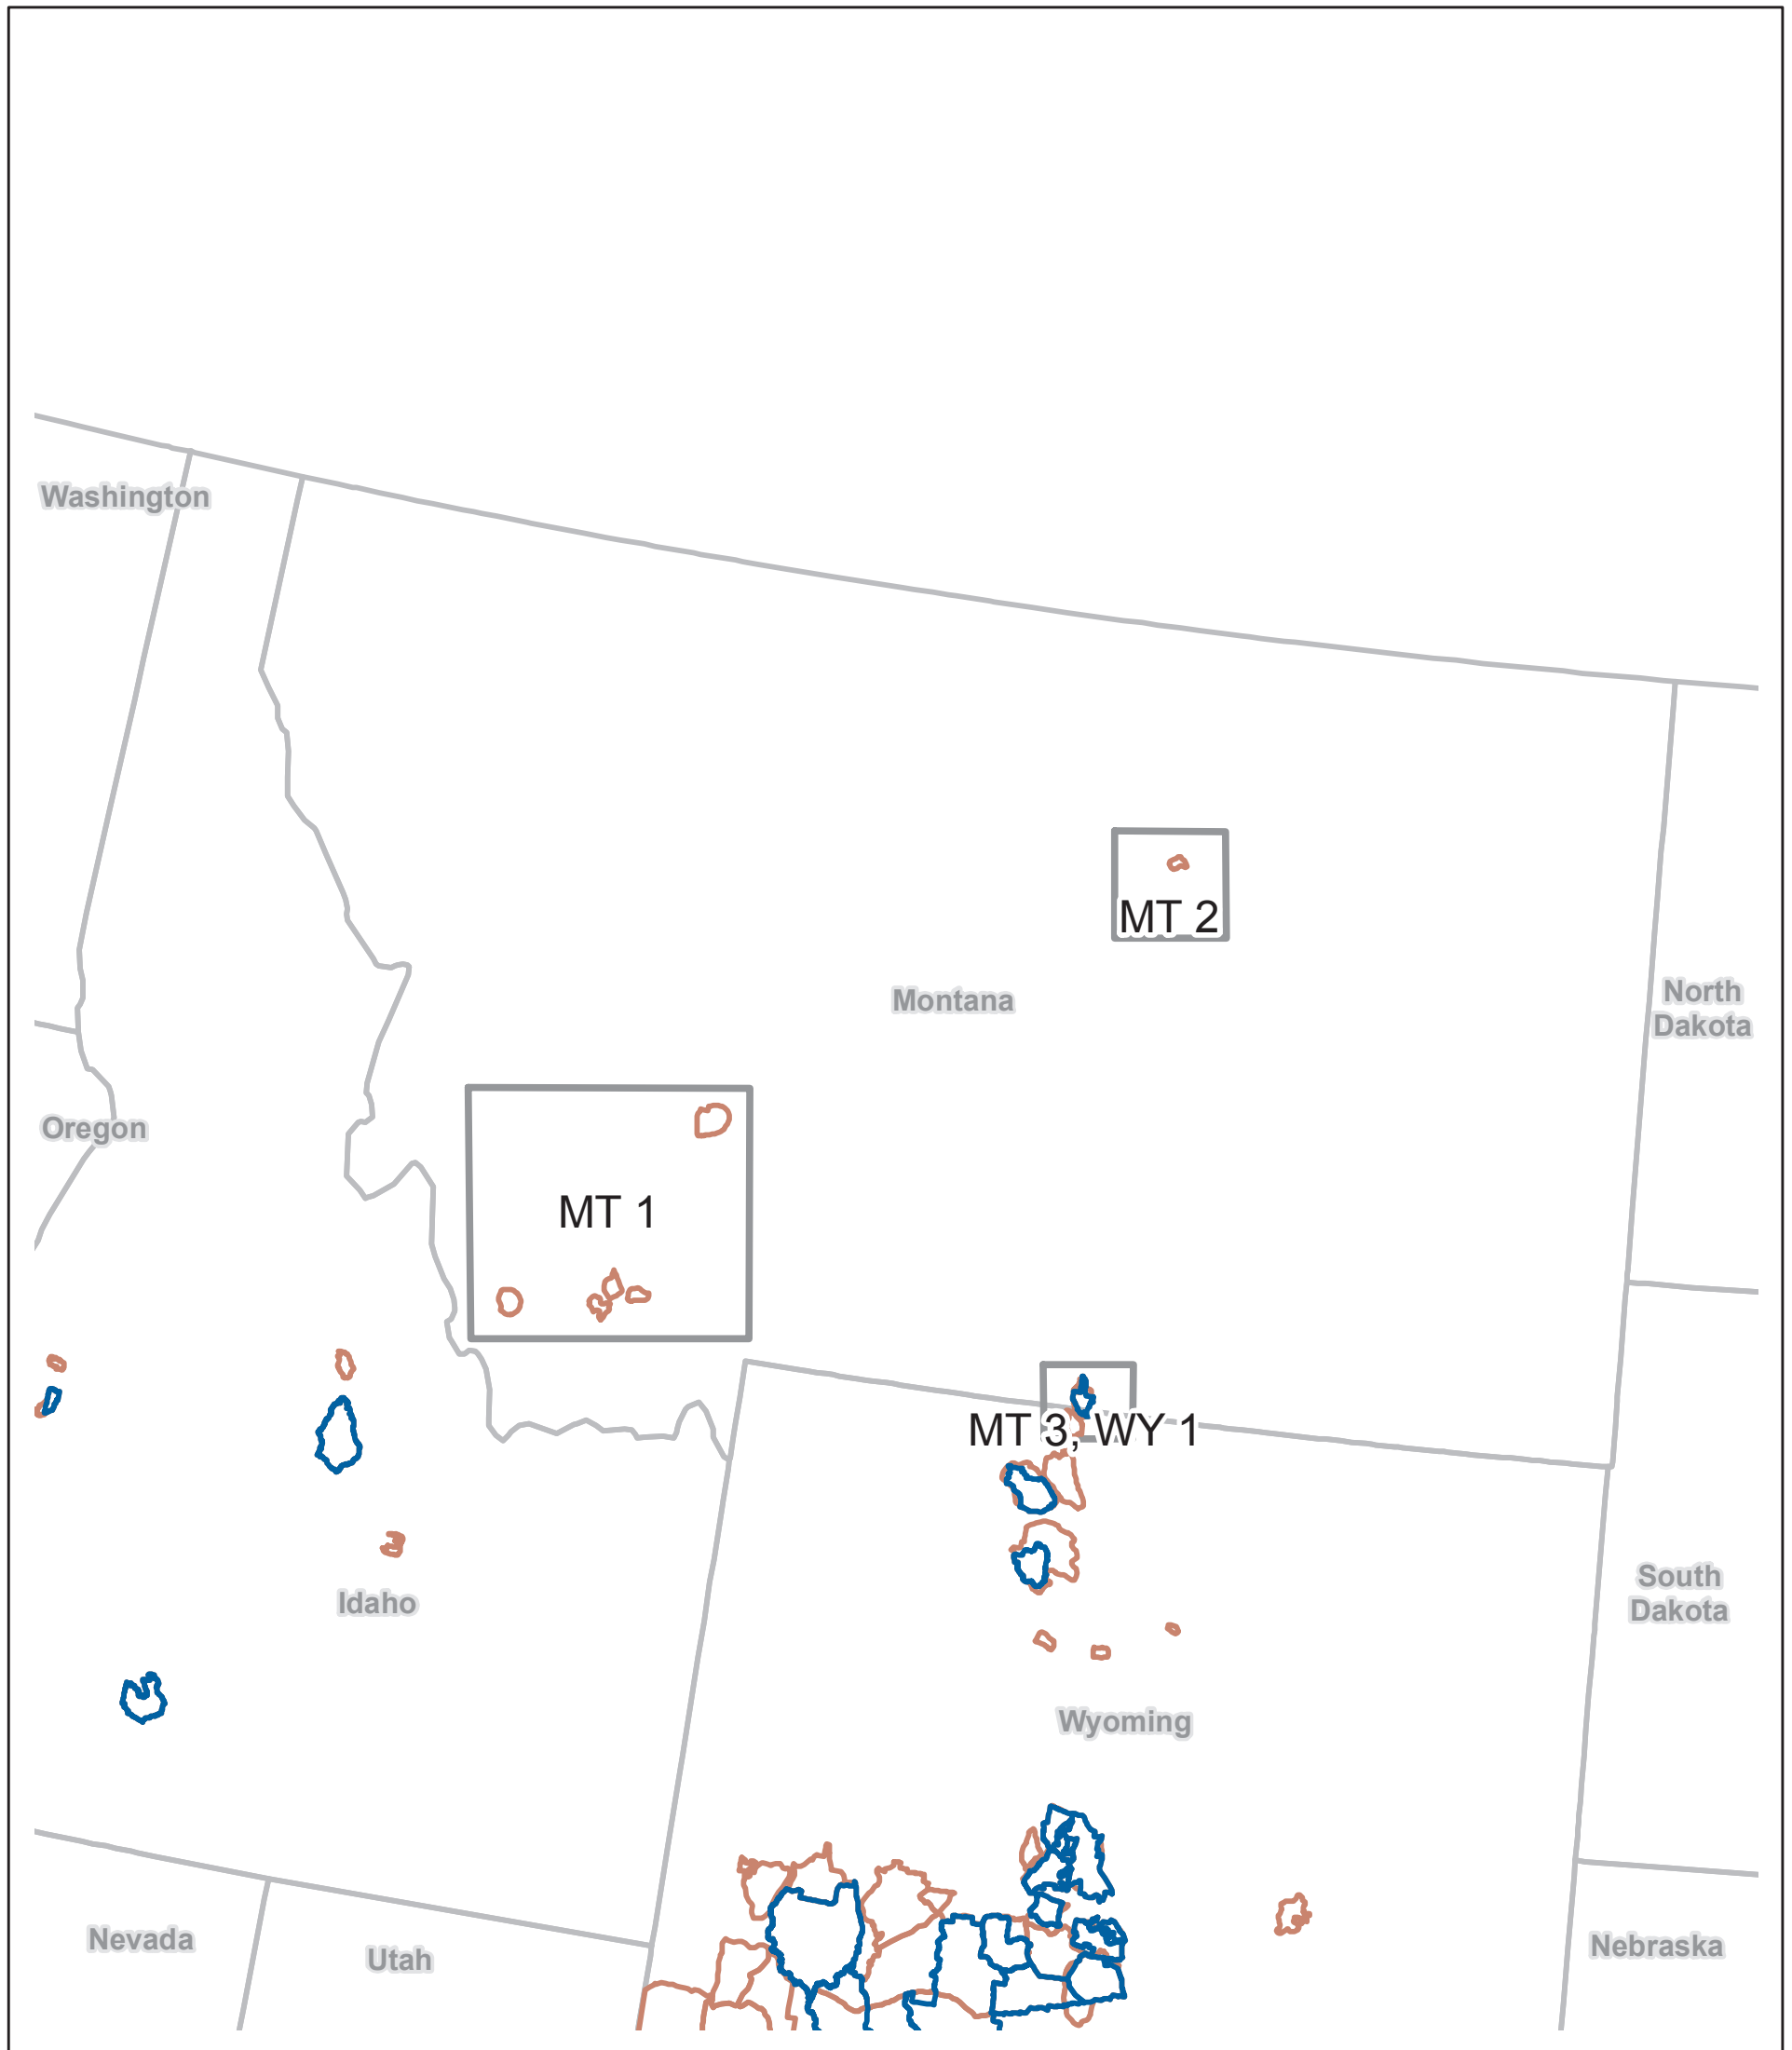 Washington
MT 2
Montana
North
Dakota
Oregon
MT 1
MT 3, WY 1
Idaho
South
Dakota
Wyoming
Nevada
Utah
Nebraska